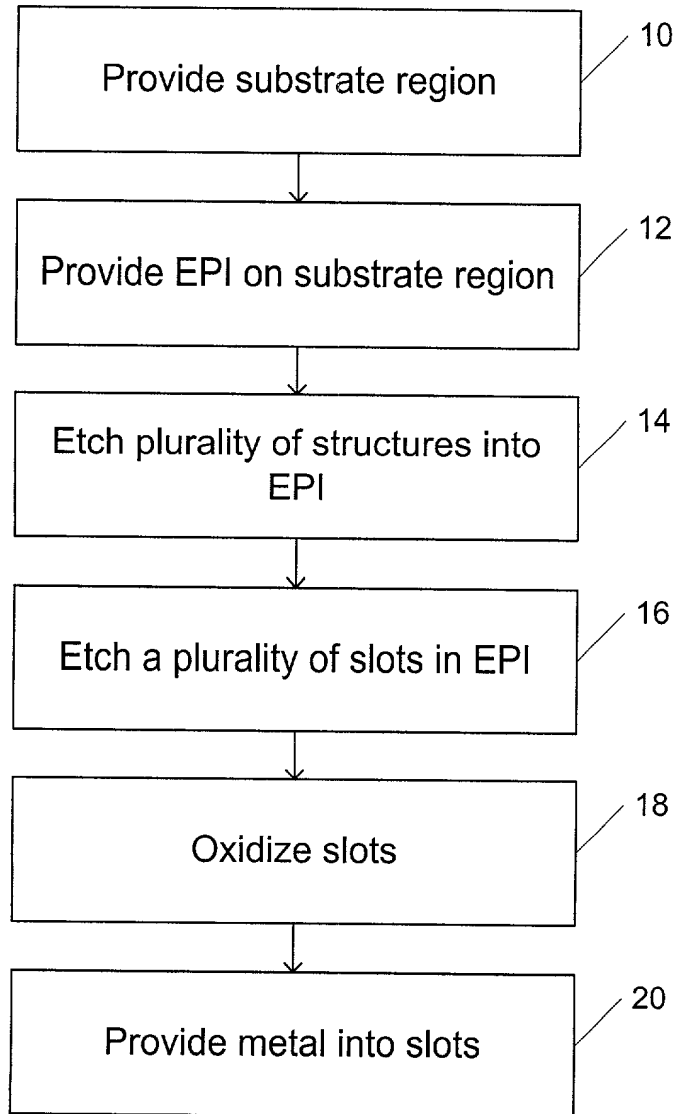 Provide substrate region
10
Provide EPI on substrate region
12
Etch plurality of structures into
EPI
14
Etch a plurality of slots in EPI
16
Oxidize slots
18
Provide metal into slots
20